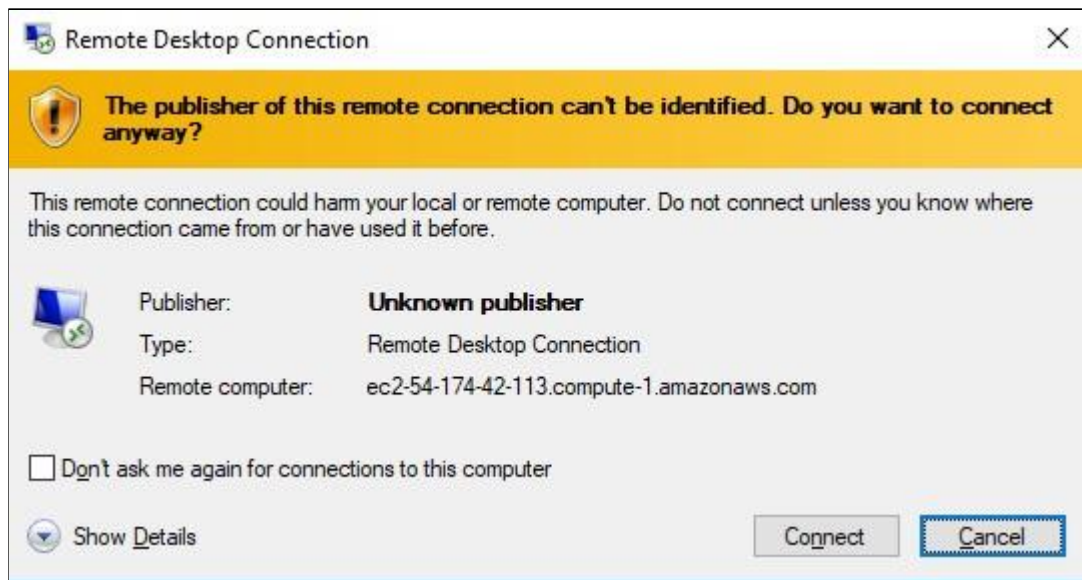 Remote Desktop Connection
The publisher of this remote connection can't be identified. Do you want to connect
anyway?
This remote connection could harm your local or remote computer. Do not connect unless you know where
this connection came from or have used it before.
Publisher: Unknown publisher
Type: Remote Desktop Connection
Remote computer: ec2-54-174-42-113.compute-1.amazonaws.com
Don't ask me again for connections to this computer
Show Details Connect Cancel